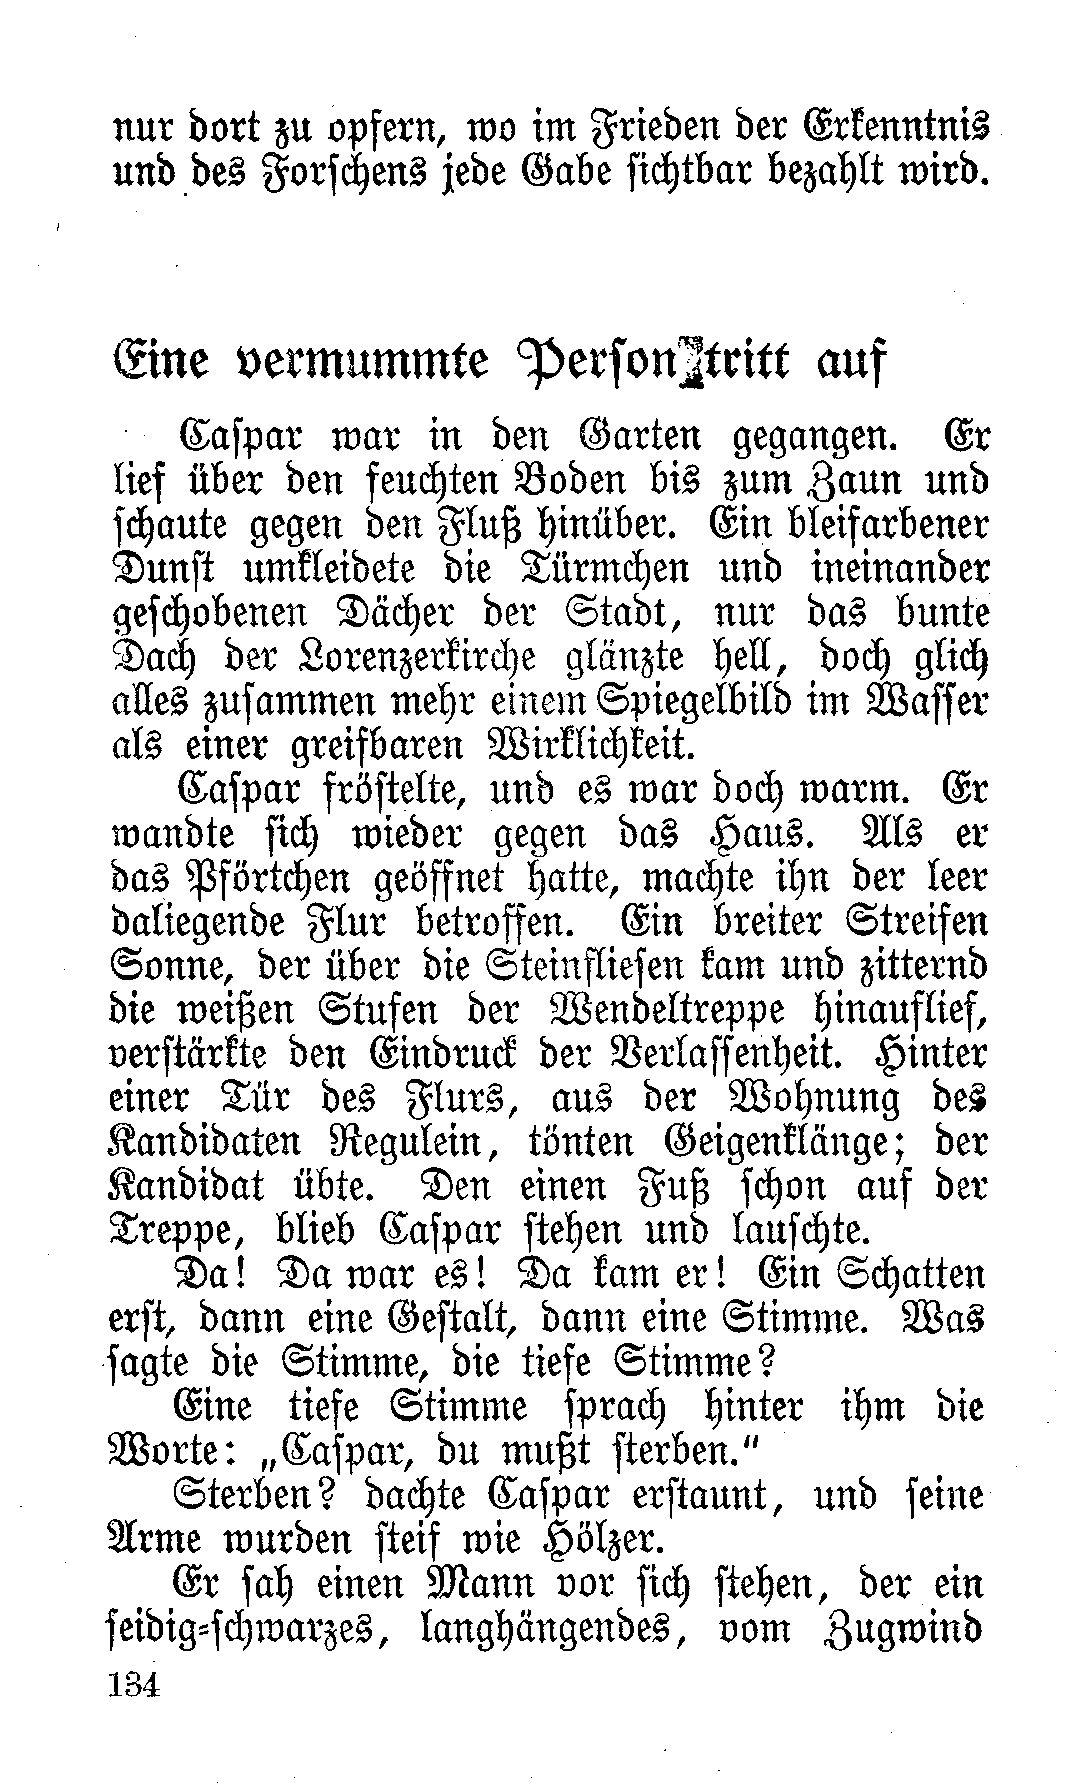 nur dort zu opfern, wo im Frieden der Erkenntnis
und des Forschens jede Gabe sichtbar bezahlt wird.
Eine vermummte Person tritt auf
Caspar war in den Garten gegangen. Er
lief über den feuchten Boden bis zum Zaun und
schaute gegen den Fluß hinüber. Ein bleifarbener
Dunst umkleidete die Türmchen und ineinander
geschobenen Dächer der Stadt, nur das bunte
Dach der Lorenzerkirche glänzte hell, doch glich
alles zusammen mehr einem Spiegelbild im Wasser
als einer greifbaren Wirklichkeit.
Caspar fröstelte, und es war doch warm. Er
wandte sich wieder gegen das Haus. Als er
das Pförtchen geöffnet hatte, machte ihn der leer
daliegende Flur betroffen. Ein breiter Streifen
Sonne, der über die Steinfliesen kam und zitternd
die weißen Stufen der Wendeltreppe hinauflief,
verstärkte den Eindruck der Verlassenheit. Hinter
einer Tür des Flurs, aus der Wohnung des
Kandidaten Regulein, tönten Geigenklänge; der
Kandidat übte. Den einen Fuß schon auf der
Treppe, blieb Caspar stehen und lauschte.
Da! Da war es! Da kam er! Ein Schatten
erst, dann eine Gestalt, dann eine Stimme. Was
sagte die Stimme, die tiefe Stimme?
Eine tiefe Stimme sprach hinter ihm die
Worte: „Caspar, du mußt sterben."
Sterben? dachte Caspar erstaunt, und seine
Arme wurden steif wie Hölzer.
Er sah einen Mann vor sich stehen, der ein
seidig-schwarzes, langhängendes, vom Zugwind
134